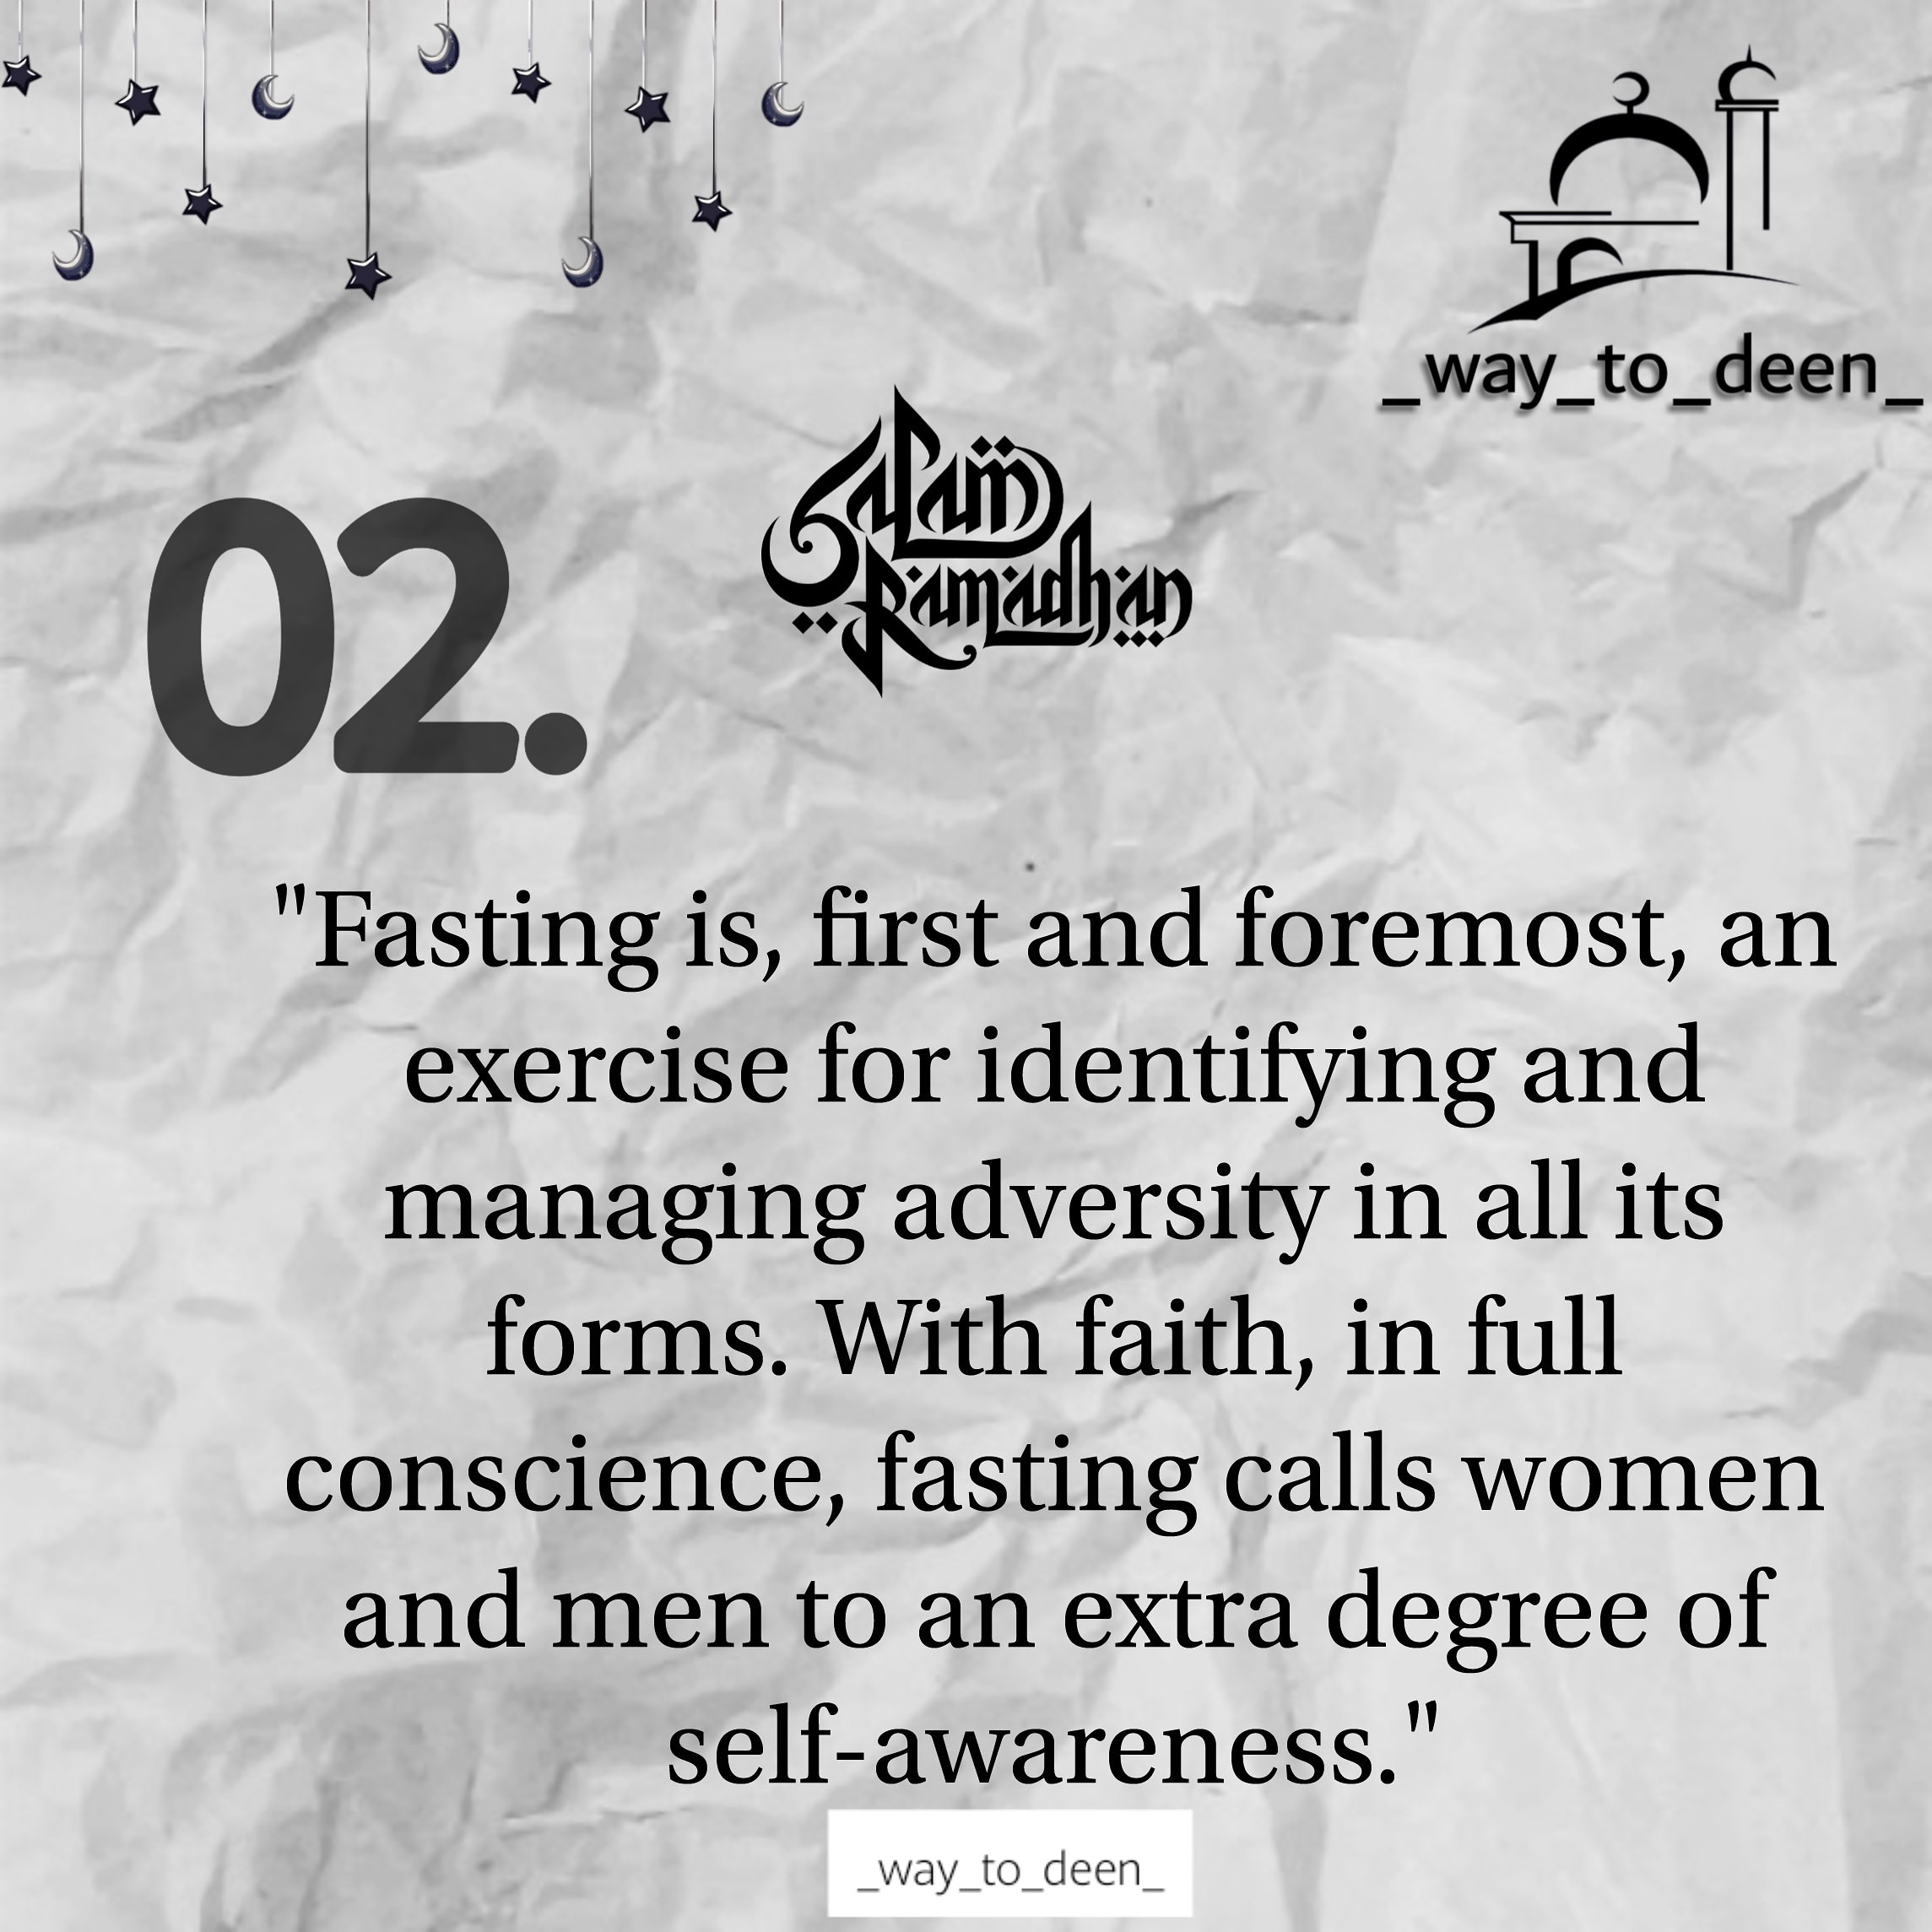 _way_to_deen_
Salam
Ramadhan
02.
"Fasting is, first and foremost, an
exercise for identifying and
managing adversity in all its
forms. With faith, in full
conscience, fasting calls women
and men to an extra degree of
self-awareness."
_way_to_deen_